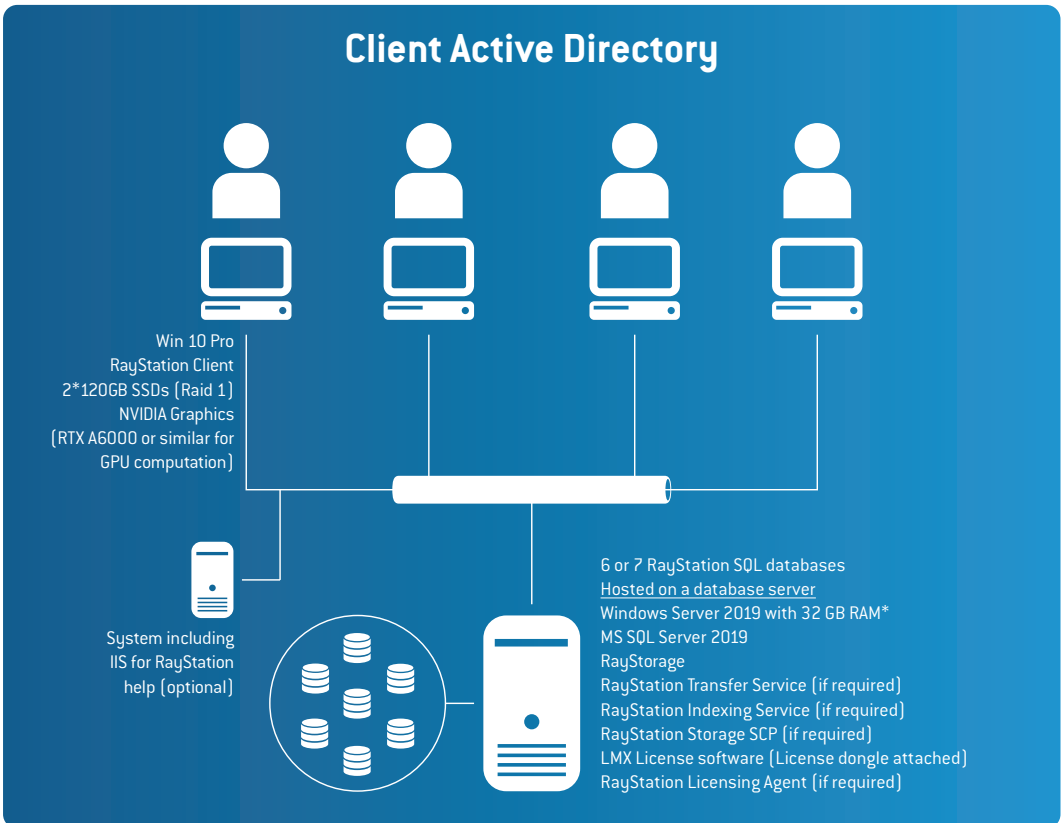 Client Active Directory
Win 10 Pro
RayStation Client
2*120GB SSDs (Raid 1)
NVIDIA Graphics
(RTX A6000 or similar for
GPU computation)
System including
IIS for RayStation
help (optional)
6 or 7 RayStation SQL databases
Hosted on a database server
Windows Server 2019 with 32 GB RAM*
MS SQL Server 2019
RayStorage
RayStation Transfer Service (if required)
RayStation Indexing Service (if required)
RayStation Storage SCP (if required)
LMX License software (License dongle attached)
RayStation Licensing Agent (if required)